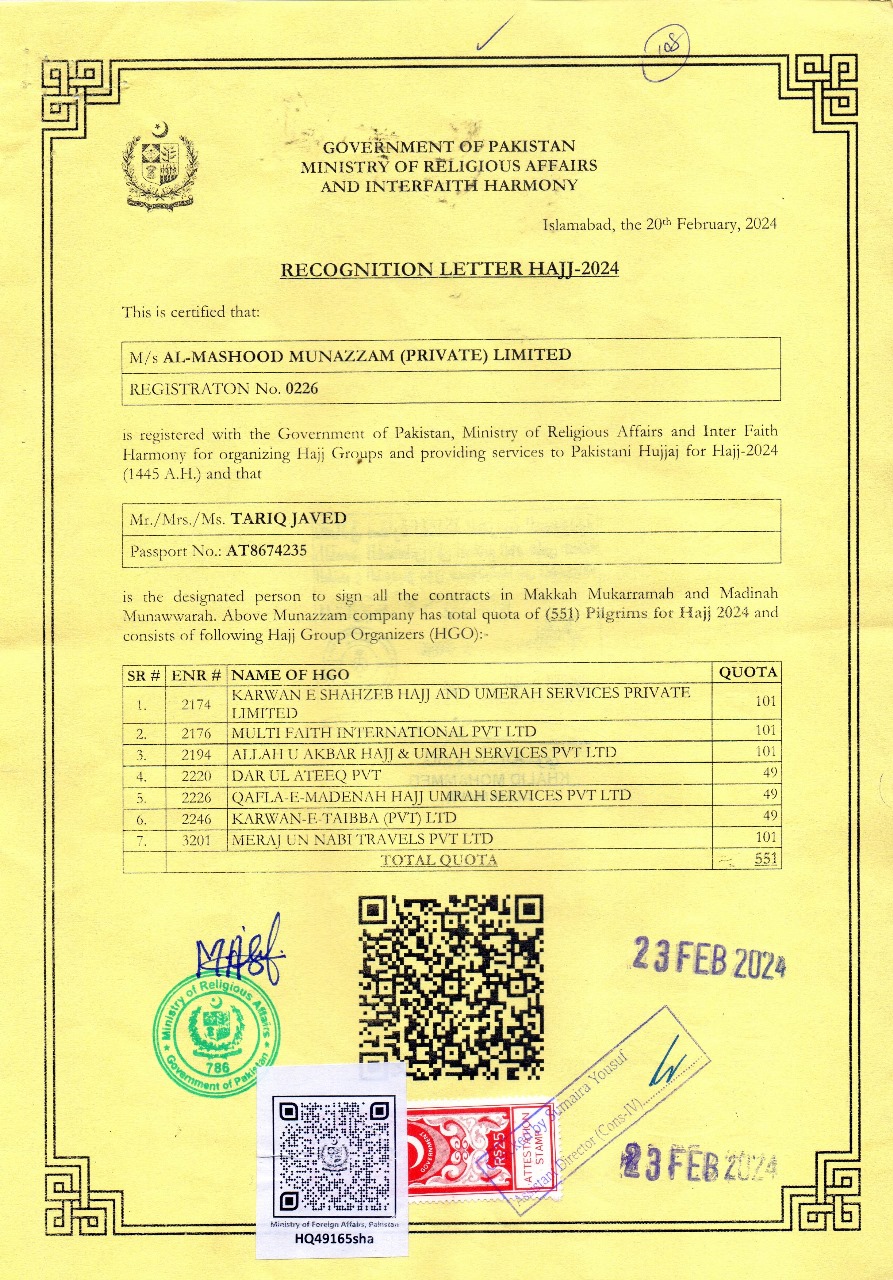 108
GOVERNMENT OF PAKISTAN
MINISTRY OF RELIGIOUS AFFAIRS
AND INTERFAITH HARMONY
Islamabad, the 20th February, 2024
RECOGNITION LETTER HAJJ-2024
This is certified that:
M/s AL-MASHOOD MUNAZZAM (PRIVATE) LIMITED
REGISTRATON No. 0226
is registered with the Government of Pakistan, Ministry of Religious Affairs and Inter Faith
Harmony for organizing Hajj Groups and providing services to Pakistani Hujjaj for Hajj-2024
(1445 A.H.) and that
Mr./Mrs./Ms. TARIQ JAVED
Passport No.: AT8674235
is the designated person to sign all the contracts in Makkah Mukarramah and Madinah
Munawwarah. Above Munazzam company has total quota of (551) Pilgrims for Hajj 2024 and
consists of following Hajj Group Organizers (HGO):-
SR # ENR # NAME OF HGO QUOTA
1. 2174 KARWAN E SHAHZEB HAJJ AND UMERAH SERVICES PRIVATE LIMITED 101
2. 2176 MULTI FAITH INTERNATIONAL PVT LTD 101
3. 2194 ALLAH U AKBAR HAJJ & UMRAH SERVICES PVT LTD 101
4. 2220 DAR UL ATEEQ PVT 49
5. 2226 QAFLA-E-MADENAH HAJJ UMRAH SERVICES PVT LTD 49
6. 2246 KARWAN-E-TAIBBA (PVT) LTD 49
7. 3201 MERAJ UN NABI TRAVELS PVT LTD 101
TOTAL QUOTA 551
23 FEB 2024
Ministry of Religious Affairs
786
Government of Pakistan
Sumaira Yousuf
Assistant Director (Cons-IV)
RS25
ATTESTATION
STAMP
23 FEB 2024
Ministry of Foreign Affairs, Pakistan
HQ49165sha